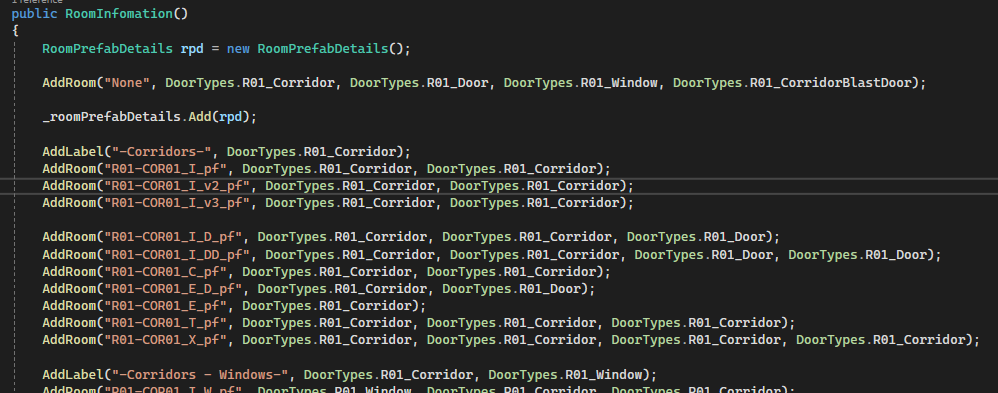 1 reference
public RoomInfomation()
{
RoomPrefabDetails rpd = new RoomPrefabDetails();
AddRoom("None", DoorTypes.R01_Corridor, DoorTypes.R01_Door, DoorTypes.R01_Window, DoorTypes.R01_CorridorBlastDoor);
_roomPrefabDetails.Add(rpd);
AddLabel("-Corridors-", DoorTypes.R01_Corridor);
AddRoom("R01-COR01_I_pf", DoorTypes.R01_Corridor, DoorTypes.R01_Corridor);
AddRoom("R01-COR01_I_v2_pf", DoorTypes.R01_Corridor, DoorTypes.R01_Corridor);
AddRoom("R01-COR01_I_v3_pf", DoorTypes.R01_Corridor, DoorTypes.R01_Corridor);
AddRoom("R01-COR01_I_D_pf", DoorTypes.R01_Corridor, DoorTypes.R01_Corridor, DoorTypes.R01_Door);
AddRoom("R01-COR01_I_DD_pf", DoorTypes.R01_Corridor, DoorTypes.R01_Corridor, DoorTypes.R01_Door, DoorTypes.R01_Door);
AddRoom("R01-COR01_C_pf", DoorTypes.R01_Corridor, DoorTypes.R01_Corridor);
AddRoom("R01-COR01_E_D_pf", DoorTypes.R01_Corridor, DoorTypes.R01_Door);
AddRoom("R01-COR01_E_pf", DoorTypes.R01_Corridor);
AddRoom("R01-COR01_T_pf", DoorTypes.R01_Corridor, DoorTypes.R01_Corridor, DoorTypes.R01_Corridor);
AddRoom("R01-COR01_X_pf", DoorTypes.R01_Corridor, DoorTypes.R01_Corridor, DoorTypes.R01_Corridor, DoorTypes.R01_Corridor);
AddLabel("-Corridors - Windows-", DoorTypes.R01_Corridor, DoorTypes.R01_Window);
AddRoom("R01-COR01_I_W_pf", DoorTypes.R01_Window, DoorTypes.R01_Corridor, DoorTypes.R01_Corridor);